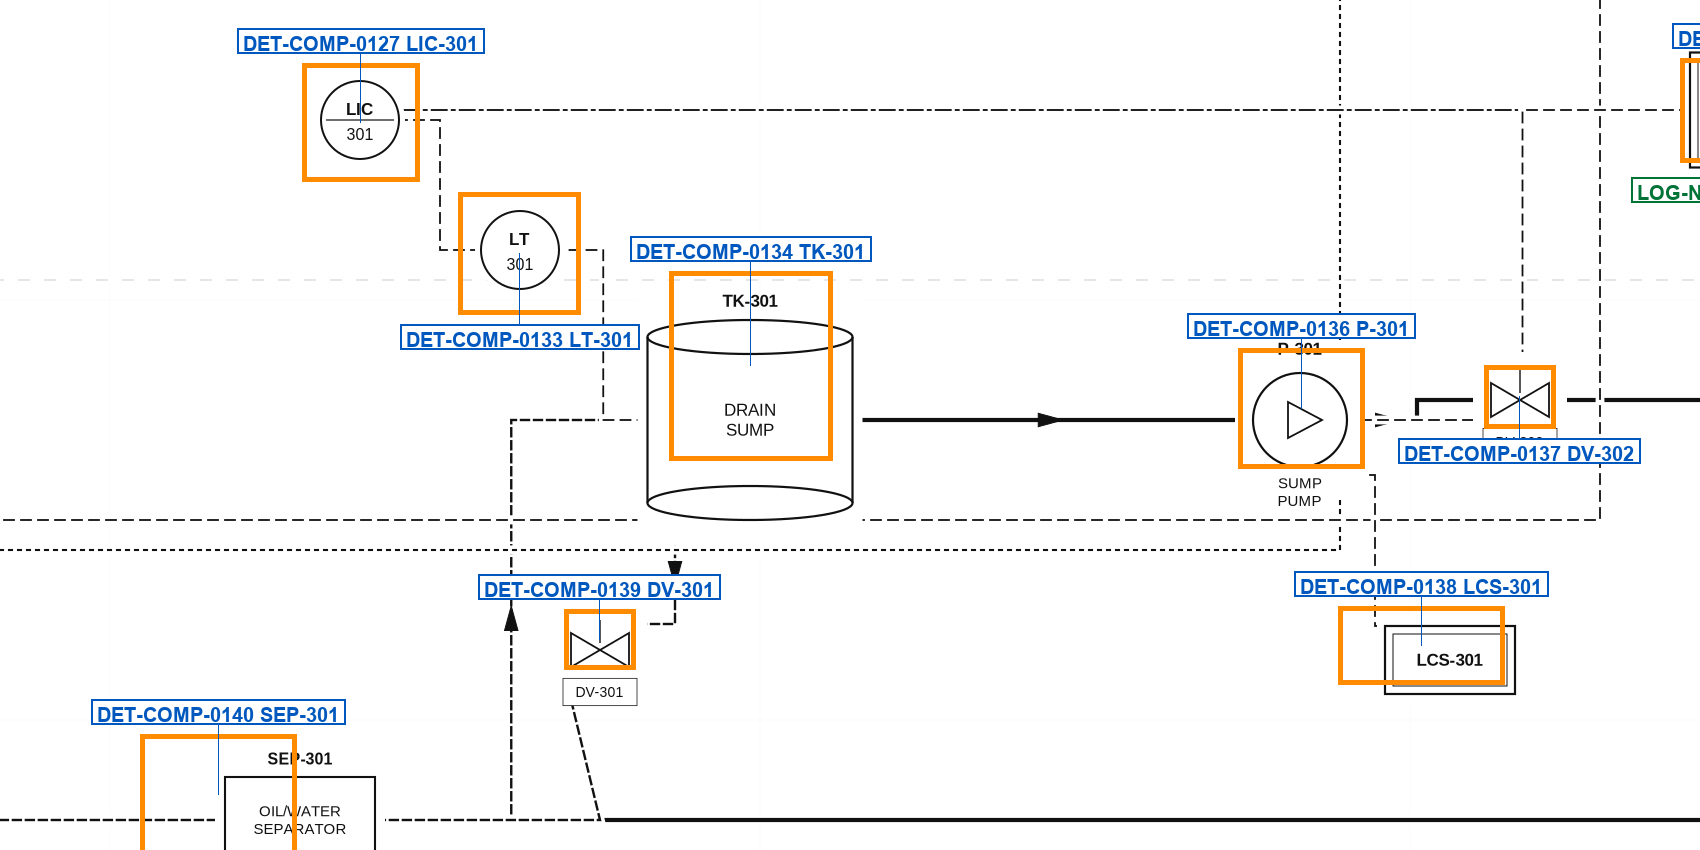 DET-COMP-0127 LIC-301
LIC
301
DE
LOG-N
LT
301
DET-COMP-0133 LT-301
DET-COMP-0134 TK-301
TK-301
DRAIN
SUMP
DET-COMP-0136 P-301
P-301
SUMP
PUMP
DET-COMP-0137 DV-302
DET-COMP-0138 LCS-301
LCS-301
DET-COMP-0139 DV-301
DV-301
DET-COMP-0140 SEP-301
SEP-301
OIL/WATER
SEPARATOR